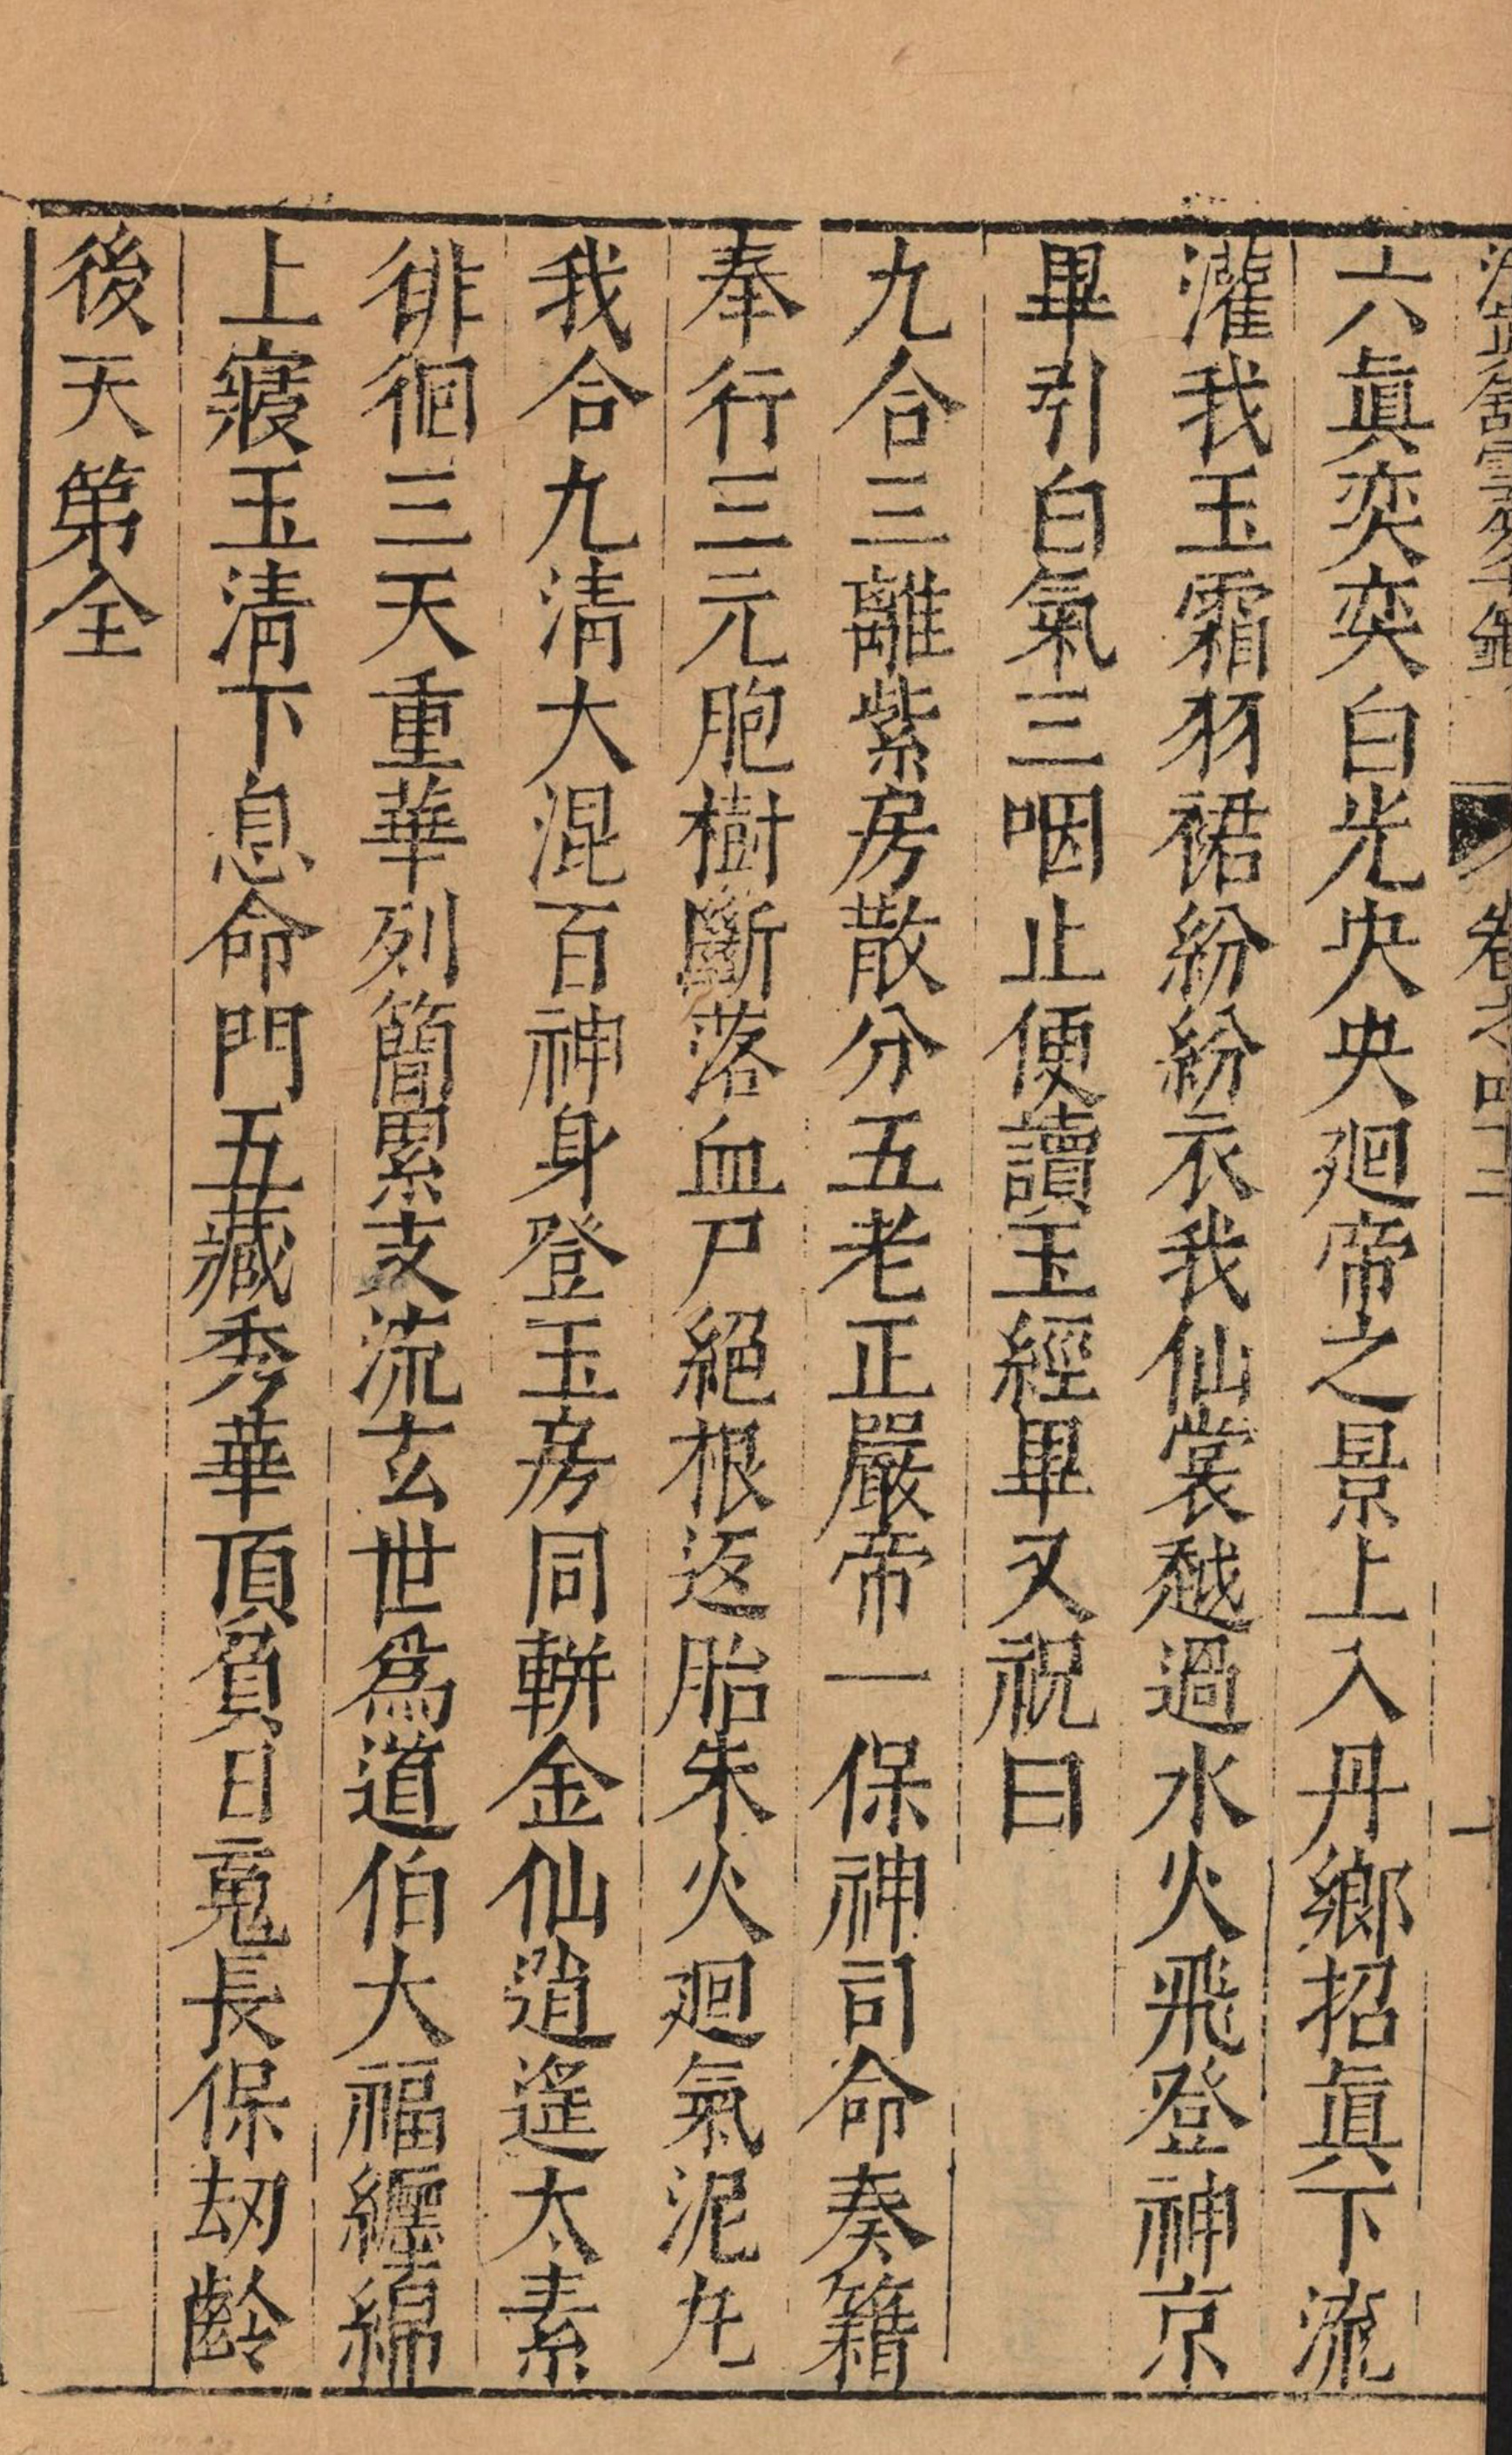 清真館雲笈七籤 卷之四十二 十
六眞奕奕白光央央廻帝之景上入丹鄉招眞下流
灌我玉霜羽裙紛紛衣我仙裳越過水火飛登神京
畢引白氣三咽止便讀玉經畢又祝曰
九合三離紫房散分五老正嚴帝一保神司命奏籍
奉行三元胞樹斷落血尸絕根返胎朱火廻氣泥丸
我合九淸大混百神身登玉房同輧金仙逍遙太素
徘徊三天重華列簡累支流玄世爲道伯大福纏綿
上寢玉淸下息命門五藏秀華頂負日䰟長保劫齡
後天第全